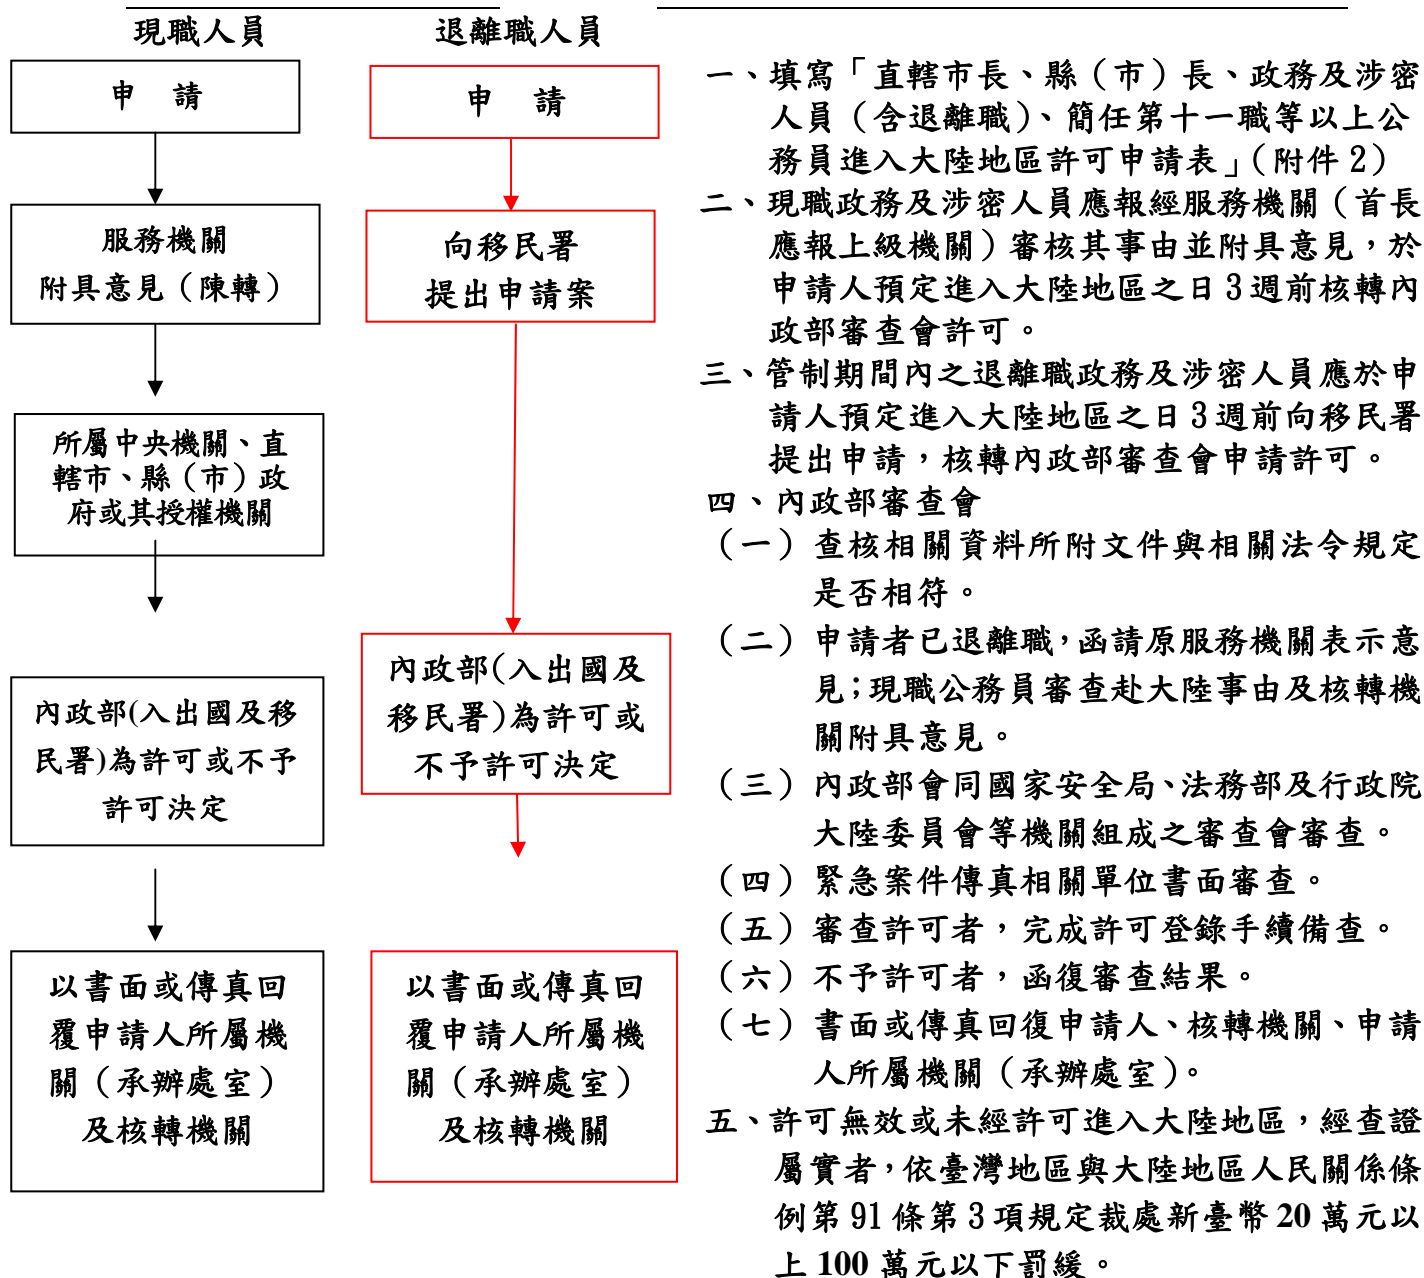 現職人員
申　請
服務機關
附具意見（陳轉）
所屬中央機關、直
轄市、縣（市）政
府或其授權機關
內政部(入出國及移
民署)為許可或不予
許可決定
以書面或傳真回
覆申請人所屬機
關（承辦處室）
及核轉機關
退離職人員
申　請
向移民署
提出申請案
內政部(入出國及
移民署)為許可或
不予許可決定
以書面或傳真回
覆申請人所屬機
關（承辦處室）
及核轉機關
一、填寫「直轄市長、縣（市）長、政務及涉密
人員（含退離職）、簡任第十一職等以上公
務員進入大陸地區許可申請表」（附件 2）
二、現職政務及涉密人員應報經服務機關（首長
應報上級機關）審核其事由並附具意見，於
申請人預定進入大陸地區之日 3 週前核轉內
政部審查會許可。
三、管制期間內之退離職政務及涉密人員應於申
請人預定進入大陸地區之日 3 週前向移民署
提出申請，核轉內政部審查會申請許可。
四、內政部審查會
（一）查核相關資料所附文件與相關法令規定
是否相符。
（二）申請者已退離職，函請原服務機關表示意
見；現職公務員審查赴大陸事由及核轉機
關附具意見。
（三）內政部會同國家安全局、法務部及行政院
大陸委員會等機關組成之審查會審查。
（四）緊急案件傳真相關單位書面審查。
（五）審查許可者，完成許可登錄手續備查。
（六）不予許可者，函復審查結果。
（七）書面或傳真回復申請人、核轉機關、申請
人所屬機關（承辦處室）。
五、許可無效或未經許可進入大陸地區，經查證
屬實者，依臺灣地區與大陸地區人民關係條
例第 91 條第 3 項規定裁處新臺幣 20 萬元以
上 100 萬元以下罰緩。